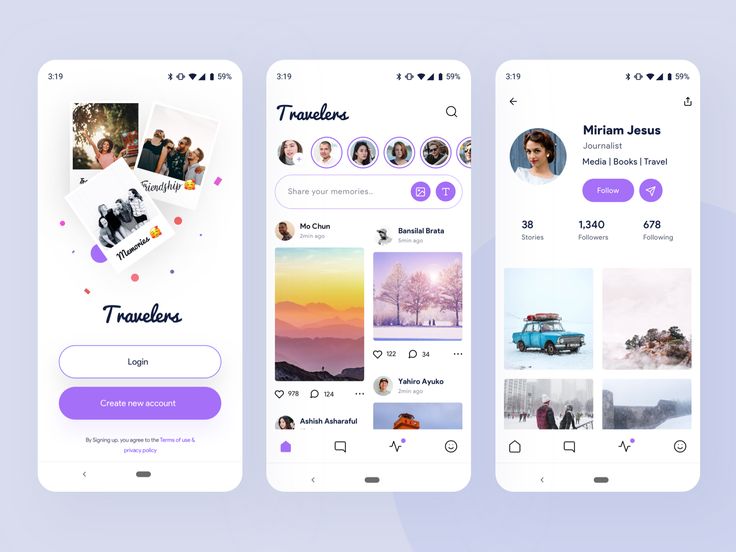 3:19
59%
Friendship 🥰
Memories 🥰
Travelers
Login
Create new account
By Signing up, you agree to the Terms of use &
privacy policy
3:19
59%
Travelers
Share your memories..
T
Mo Chun
2min ago
978
124
Ashish Asharaful
Bansilal Brata
5min ago
122
34
Yahiro Ayuko
2min ago
3:19
59%
Miriam Jesus
Journalist
Media | Books | Travel
Follow
38
1,340
678
Stories
Followers
Following